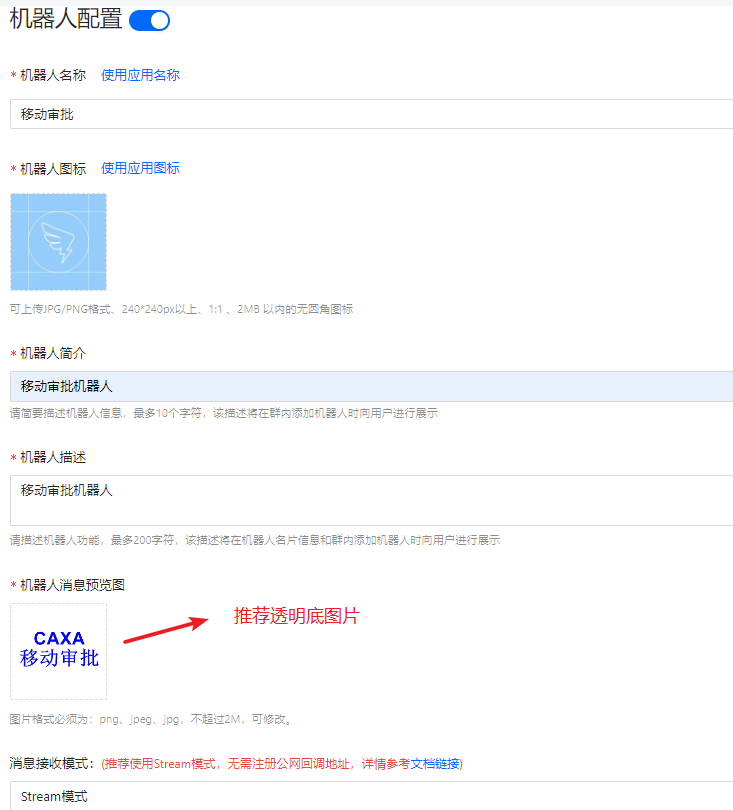 机器人配置
* 机器人名称 使用应用名称
移动审批
* 机器人图标 使用应用图标
可上传JPG/PNG格式、240*240px以上、1:1 、2MB 以内的无圆角图标
* 机器人简介
移动审批机器人
请简要描述机器人信息，最多10个字符，该描述将在群内添加机器人时向用户进行展示
* 机器人描述
移动审批机器人
请描述机器人功能，最多200字符，该描述将在机器人名片信息和群内添加机器人时向用户进行展示
* 机器人消息预览图
推荐透明底图片
CAXA
移动审批
图片格式必须为：png、jpeg、jpg，不超过2M，可修改。
消息接收模式：(推荐使用Stream模式，无需注册公网回调地址，详情参考文档链接)
Stream模式